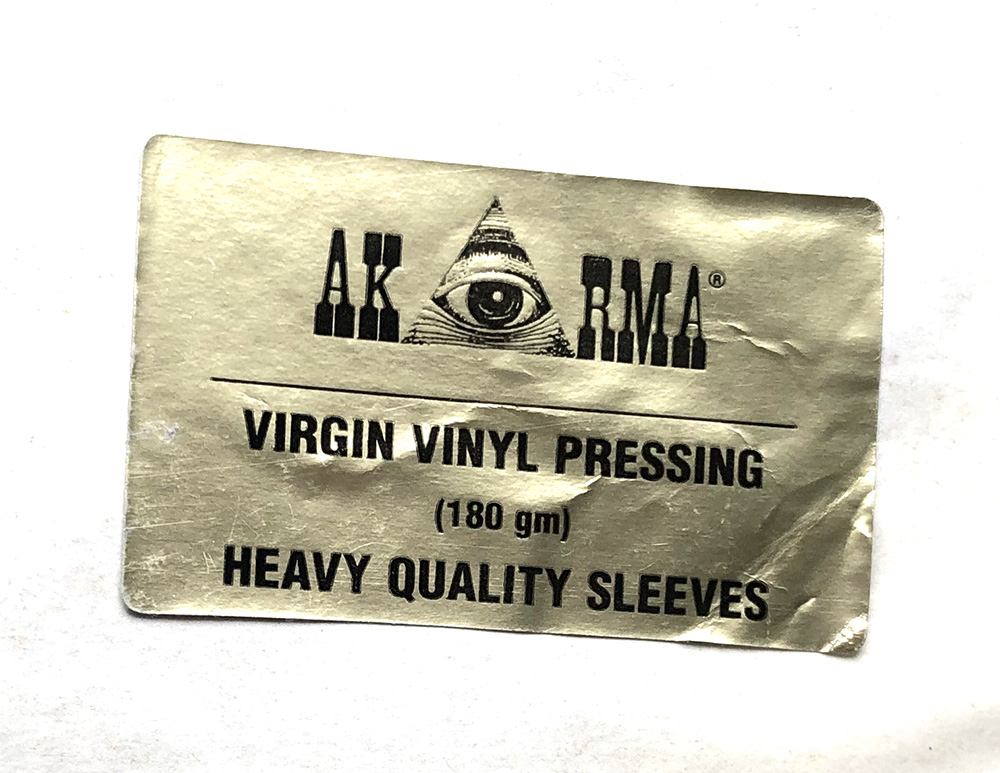 AK RMA®
VIRGIN VINYL PRESSING
(180 gm)
HEAVY QUALITY SLEEVES